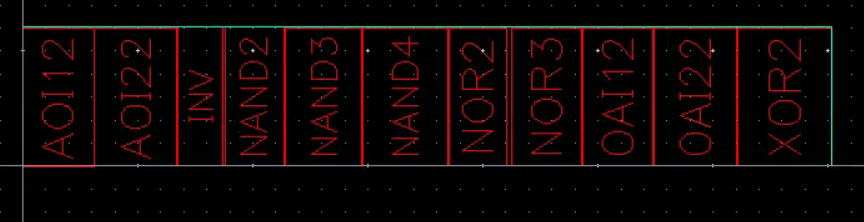 AOI12
AOI22
INV
NAND2
NAND3
NAND4
NOR2
NOR3
OAI12
OAI22
XOR2